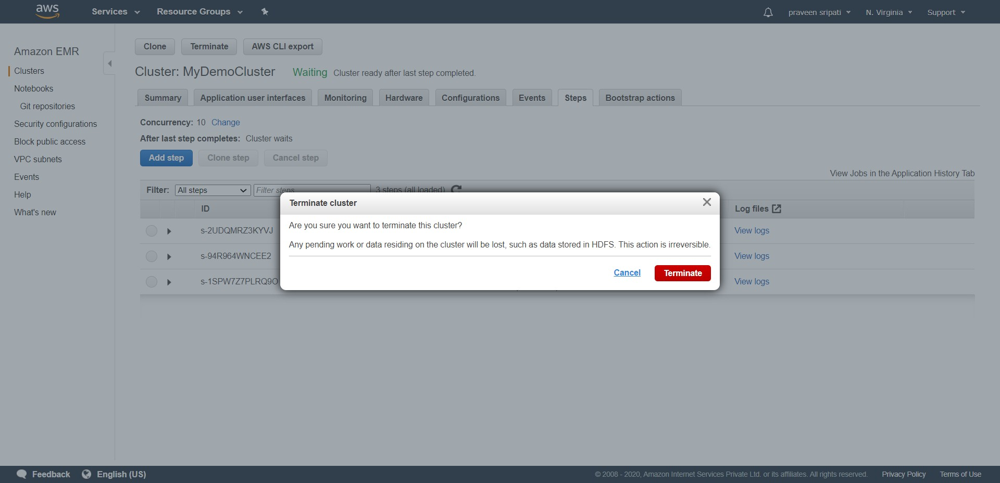 aws Services Resource Groups praveen sripati N. Virginia Support
Amazon EMR
Clusters
Notebooks
Git repositories
Security configurations
Block public access
VPC subnets
Events
Help
What's new
Clone Terminate AWS CLI export
Cluster: MyDemoCluster Waiting Cluster ready after last step completed.
Summary Application user interfaces Monitoring Hardware Configurations Events Steps Bootstrap actions
Concurrency: 10 Change
After last step completes: Cluster waits
Add step Clone step Cancel step
View Jobs in the Application History Tab
Filter: All steps Filter steps 3 steps (all loaded)
ID Log files
s-2UDQMRZ3KYVJ View logs
s-94R964WNCEE2 View logs
s-1SPW7Z7PLRQ9O View logs
Terminate cluster
Are you sure you want to terminate this cluster?
Any pending work or data residing on the cluster will be lost, such as data stored in HDFS. This action is irreversible.
Cancel Terminate
Feedback English (US) © 2008 - 2020, Amazon Internet Services Private Ltd. or its affiliates. All rights reserved. Privacy Policy Terms of Use